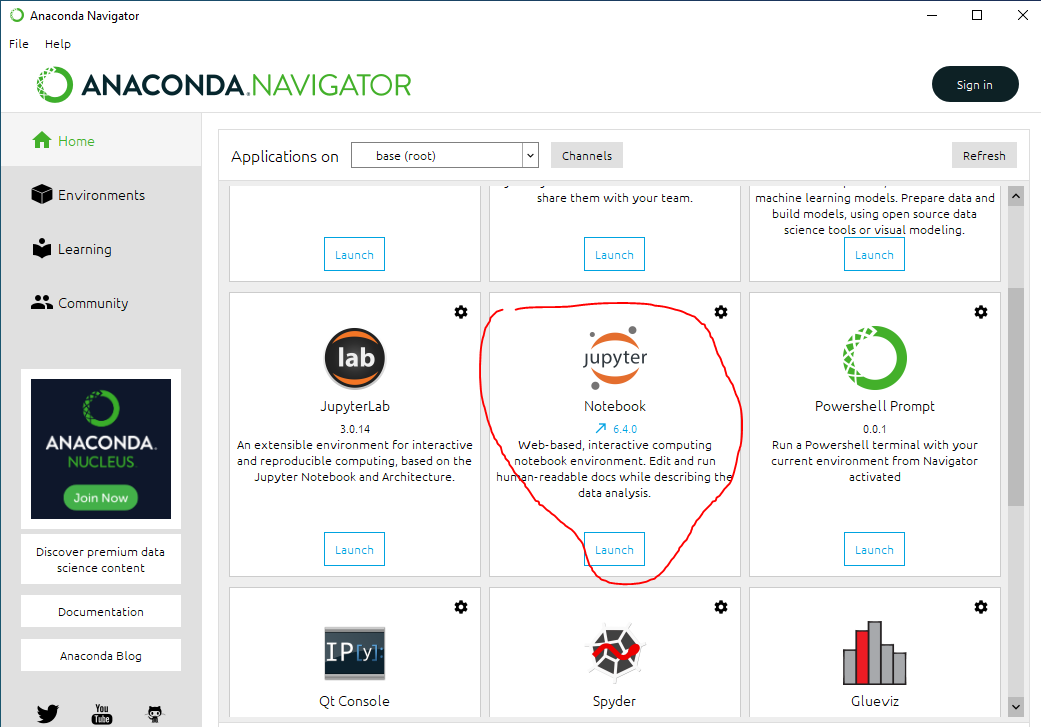 Anaconda Navigator
File Help
ANACONDA.NAVIGATOR
Sign in
Home
Environments
Learning
Community
ANACONDA.
NUCLEUS
Join Now
Discover premium data
science content
Documentation
Anaconda Blog
You
Tube
Applications on base (root) Channels Refresh
share them with your team.
Launch
Launch
machine learning models. Prepare data and
build models, using open source data
science tools or visual modeling.
Launch
lab
JupyterLab
3.0.14
An extensible environment for interactive
and reproducible computing, based on the
Jupyter Notebook and Architecture.
Launch
jupyter
Notebook
6.4.0
Web-based, interactive computing
notebook environment. Edit and run
human-readable docs while describing the
data analysis.
Launch
Powershell Prompt
0.0.1
Run a Powershell terminal with your
current environment from Navigator
activated
Launch
IP[y]:
Qt Console
Spyder
Glueviz